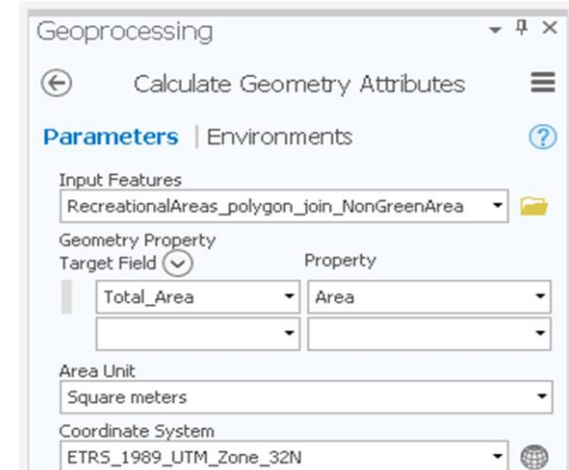 Geoprocessing
Calculate Geometry Attributes
Parameters | Environments
?
Input Features
RecreationalAreas_polygon_join_NonGreenArea
Geometry Property
Target Field Property
Total_Area Area
Area Unit
Square meters
Coordinate System
ETRS_1989_UTM_Zone_32N